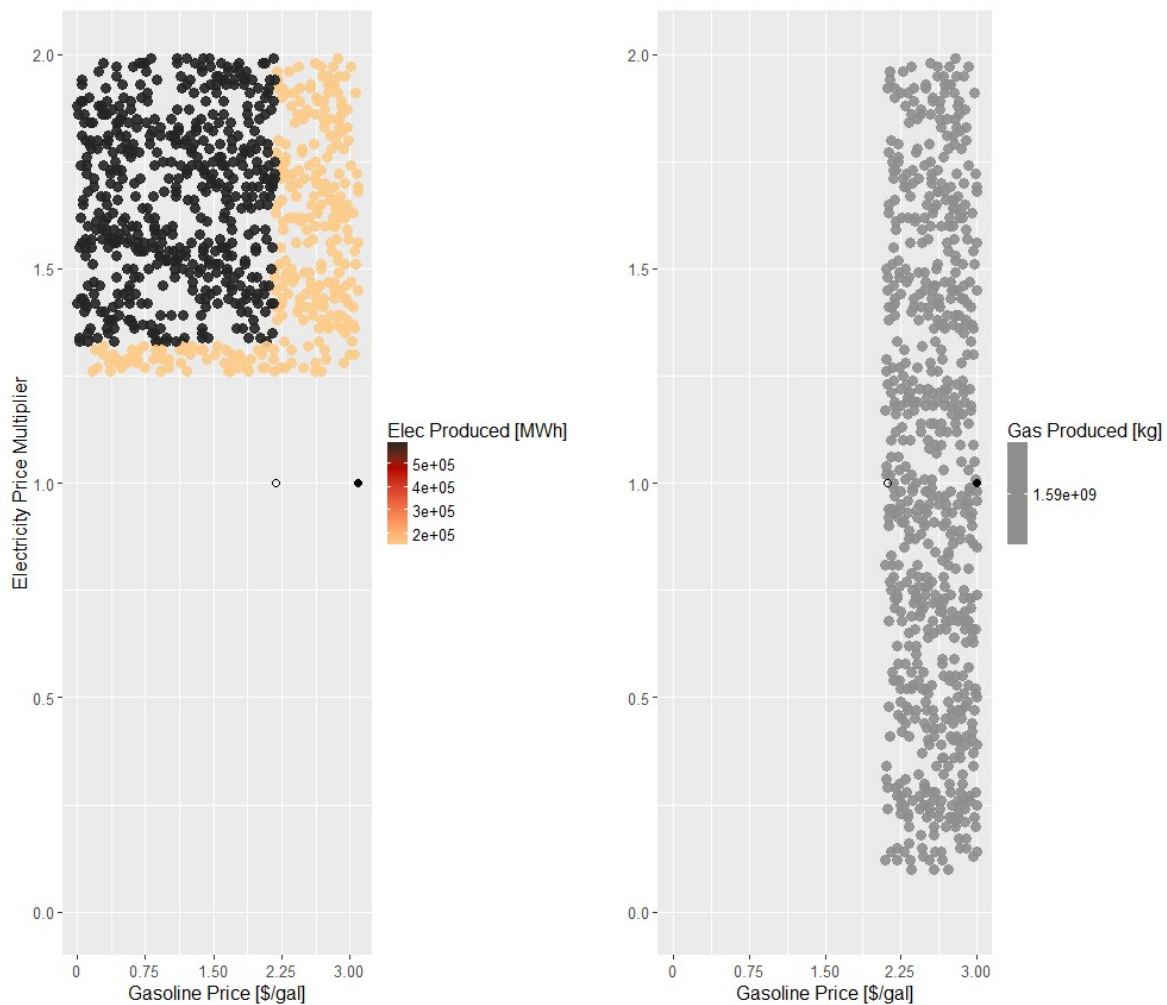 Electricity Price Multiplier
2.0
1.5
1.0
0.5
0.0
0 0.75 1.50 2.25 3.00
Gasoline Price [$/gal]
Elec Produced [MWh]
5e+05
4e+05
3e+05
2e+05
2.0
1.5
1.0
0.5
0.0
0 0.75 1.50 2.25 3.00
Gasoline Price [$/gal]
Gas Produced [kg]
1.59e+09